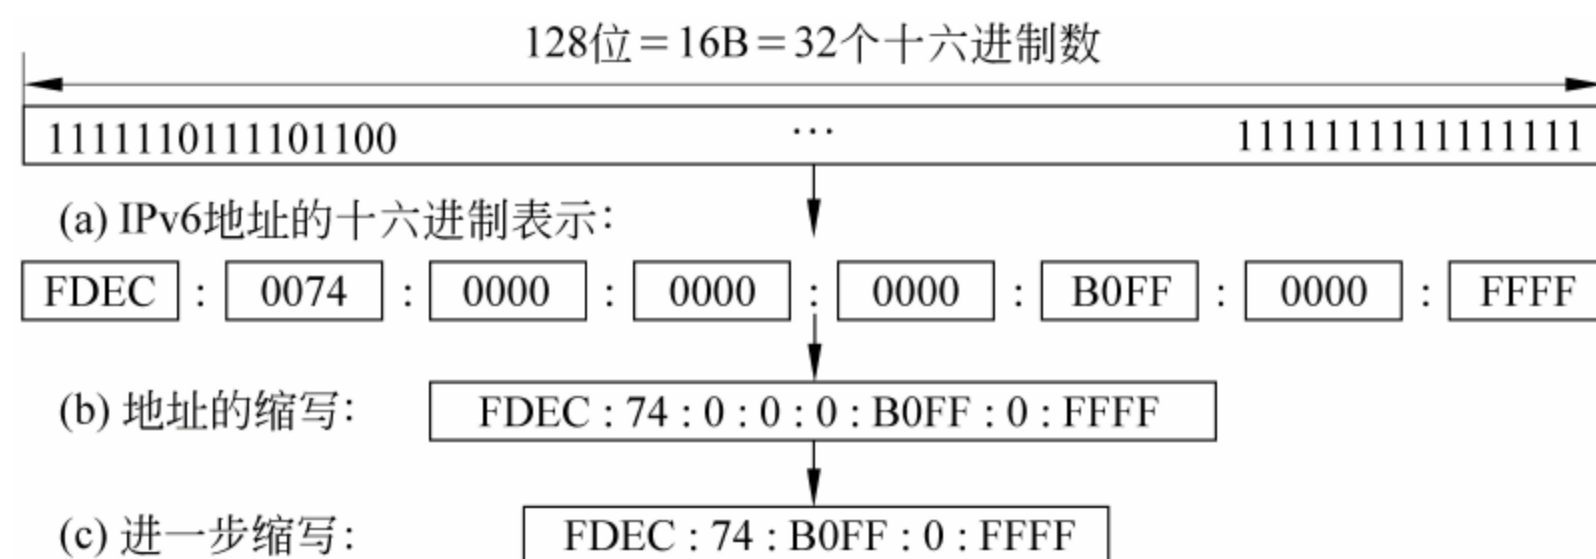 128位=16B=32个十六进制数
1111110111101100 … 1111111111111111
(a) IPv6地址的十六进制表示:
FDEC : 0074 : 0000 : 0000 : 0000 : B0FF : 0000 : FFFF
(b) 地址的缩写: FDEC : 74 : 0 : 0 : 0 : B0FF : 0 : FFFF
(c) 进一步缩写: FDEC : 74 : B0FF : 0 : FFFF